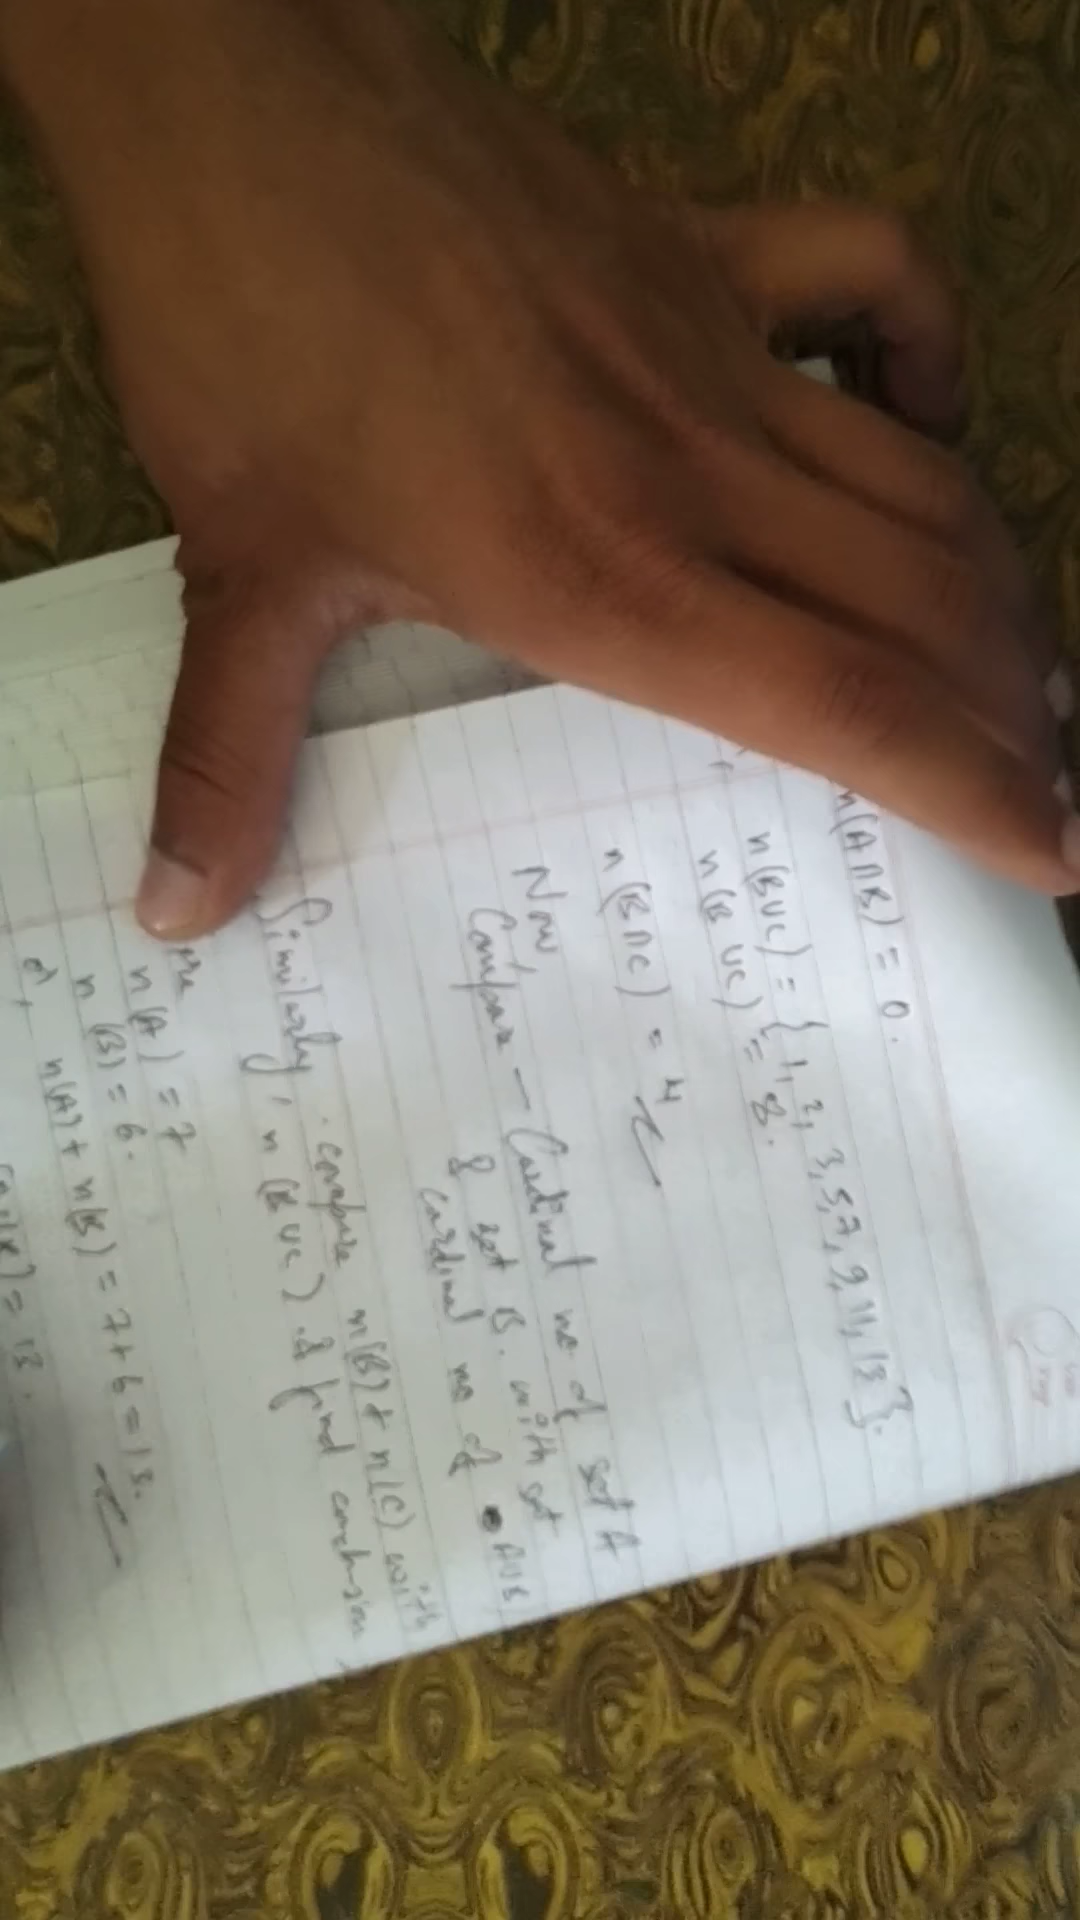 n(A∩B) = 0.
n(B∪C) = { 1, 2, 3, 5, 7, 9, 11, 13 }.
n(B∪C) = 8.
n(B∩C) = 4
Now,
Compare — Cardinal no of set A
& set B. with set
cardinal no of A∪B
Similarly, compare n(B) + n(C) with
n(B∪C) & find
n(A) = 7
n(B) = 6.
n(A) + n(B) = 7 + 6 = 13.
= 13.